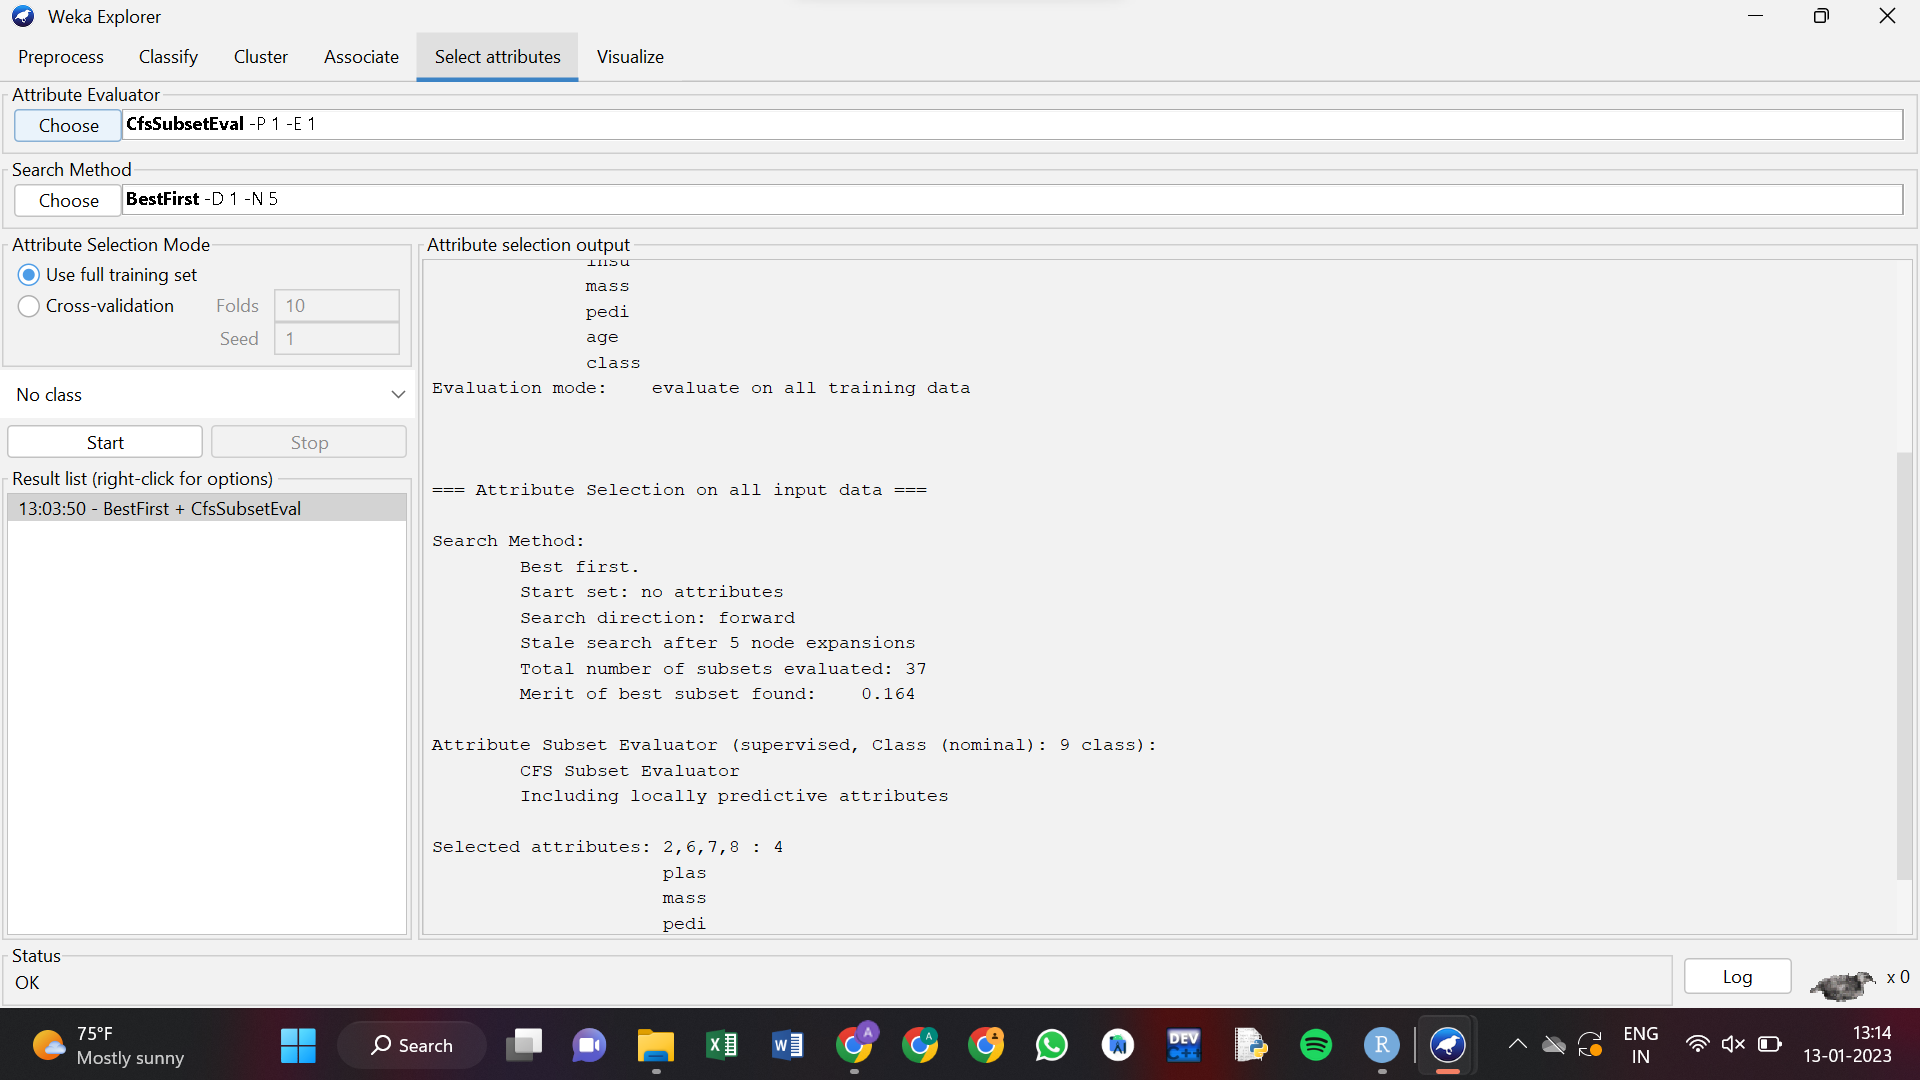 Weka Explorer
Preprocess Classify Cluster Associate Select attributes Visualize
Attribute Evaluator
Choose CfsSubsetEval -P 1 -E 1
Search Method
Choose BestFirst -D 1 -N 5
Attribute Selection Mode
Use full training set
Cross-validation Folds 10
Seed 1
No class
Start Stop
Result list (right-click for options)
13:03:50 - BestFirst + CfsSubsetEval
Attribute selection output
insu
mass
pedi
age
class
Evaluation mode: evaluate on all training data
=== Attribute Selection on all input data ===
Search Method:
Best first.
Start set: no attributes
Search direction: forward
Stale search after 5 node expansions
Total number of subsets evaluated: 37
Merit of best subset found: 0.164
Attribute Subset Evaluator (supervised, Class (nominal): 9 class):
CFS Subset Evaluator
Including locally predictive attributes
Selected attributes: 2,6,7,8 : 4
plas
mass
pedi
Status
OK
Log x 0
75°F
Mostly sunny
Search
A
A
DEV
C++
R
ENG
IN
13:14
13-01-2023